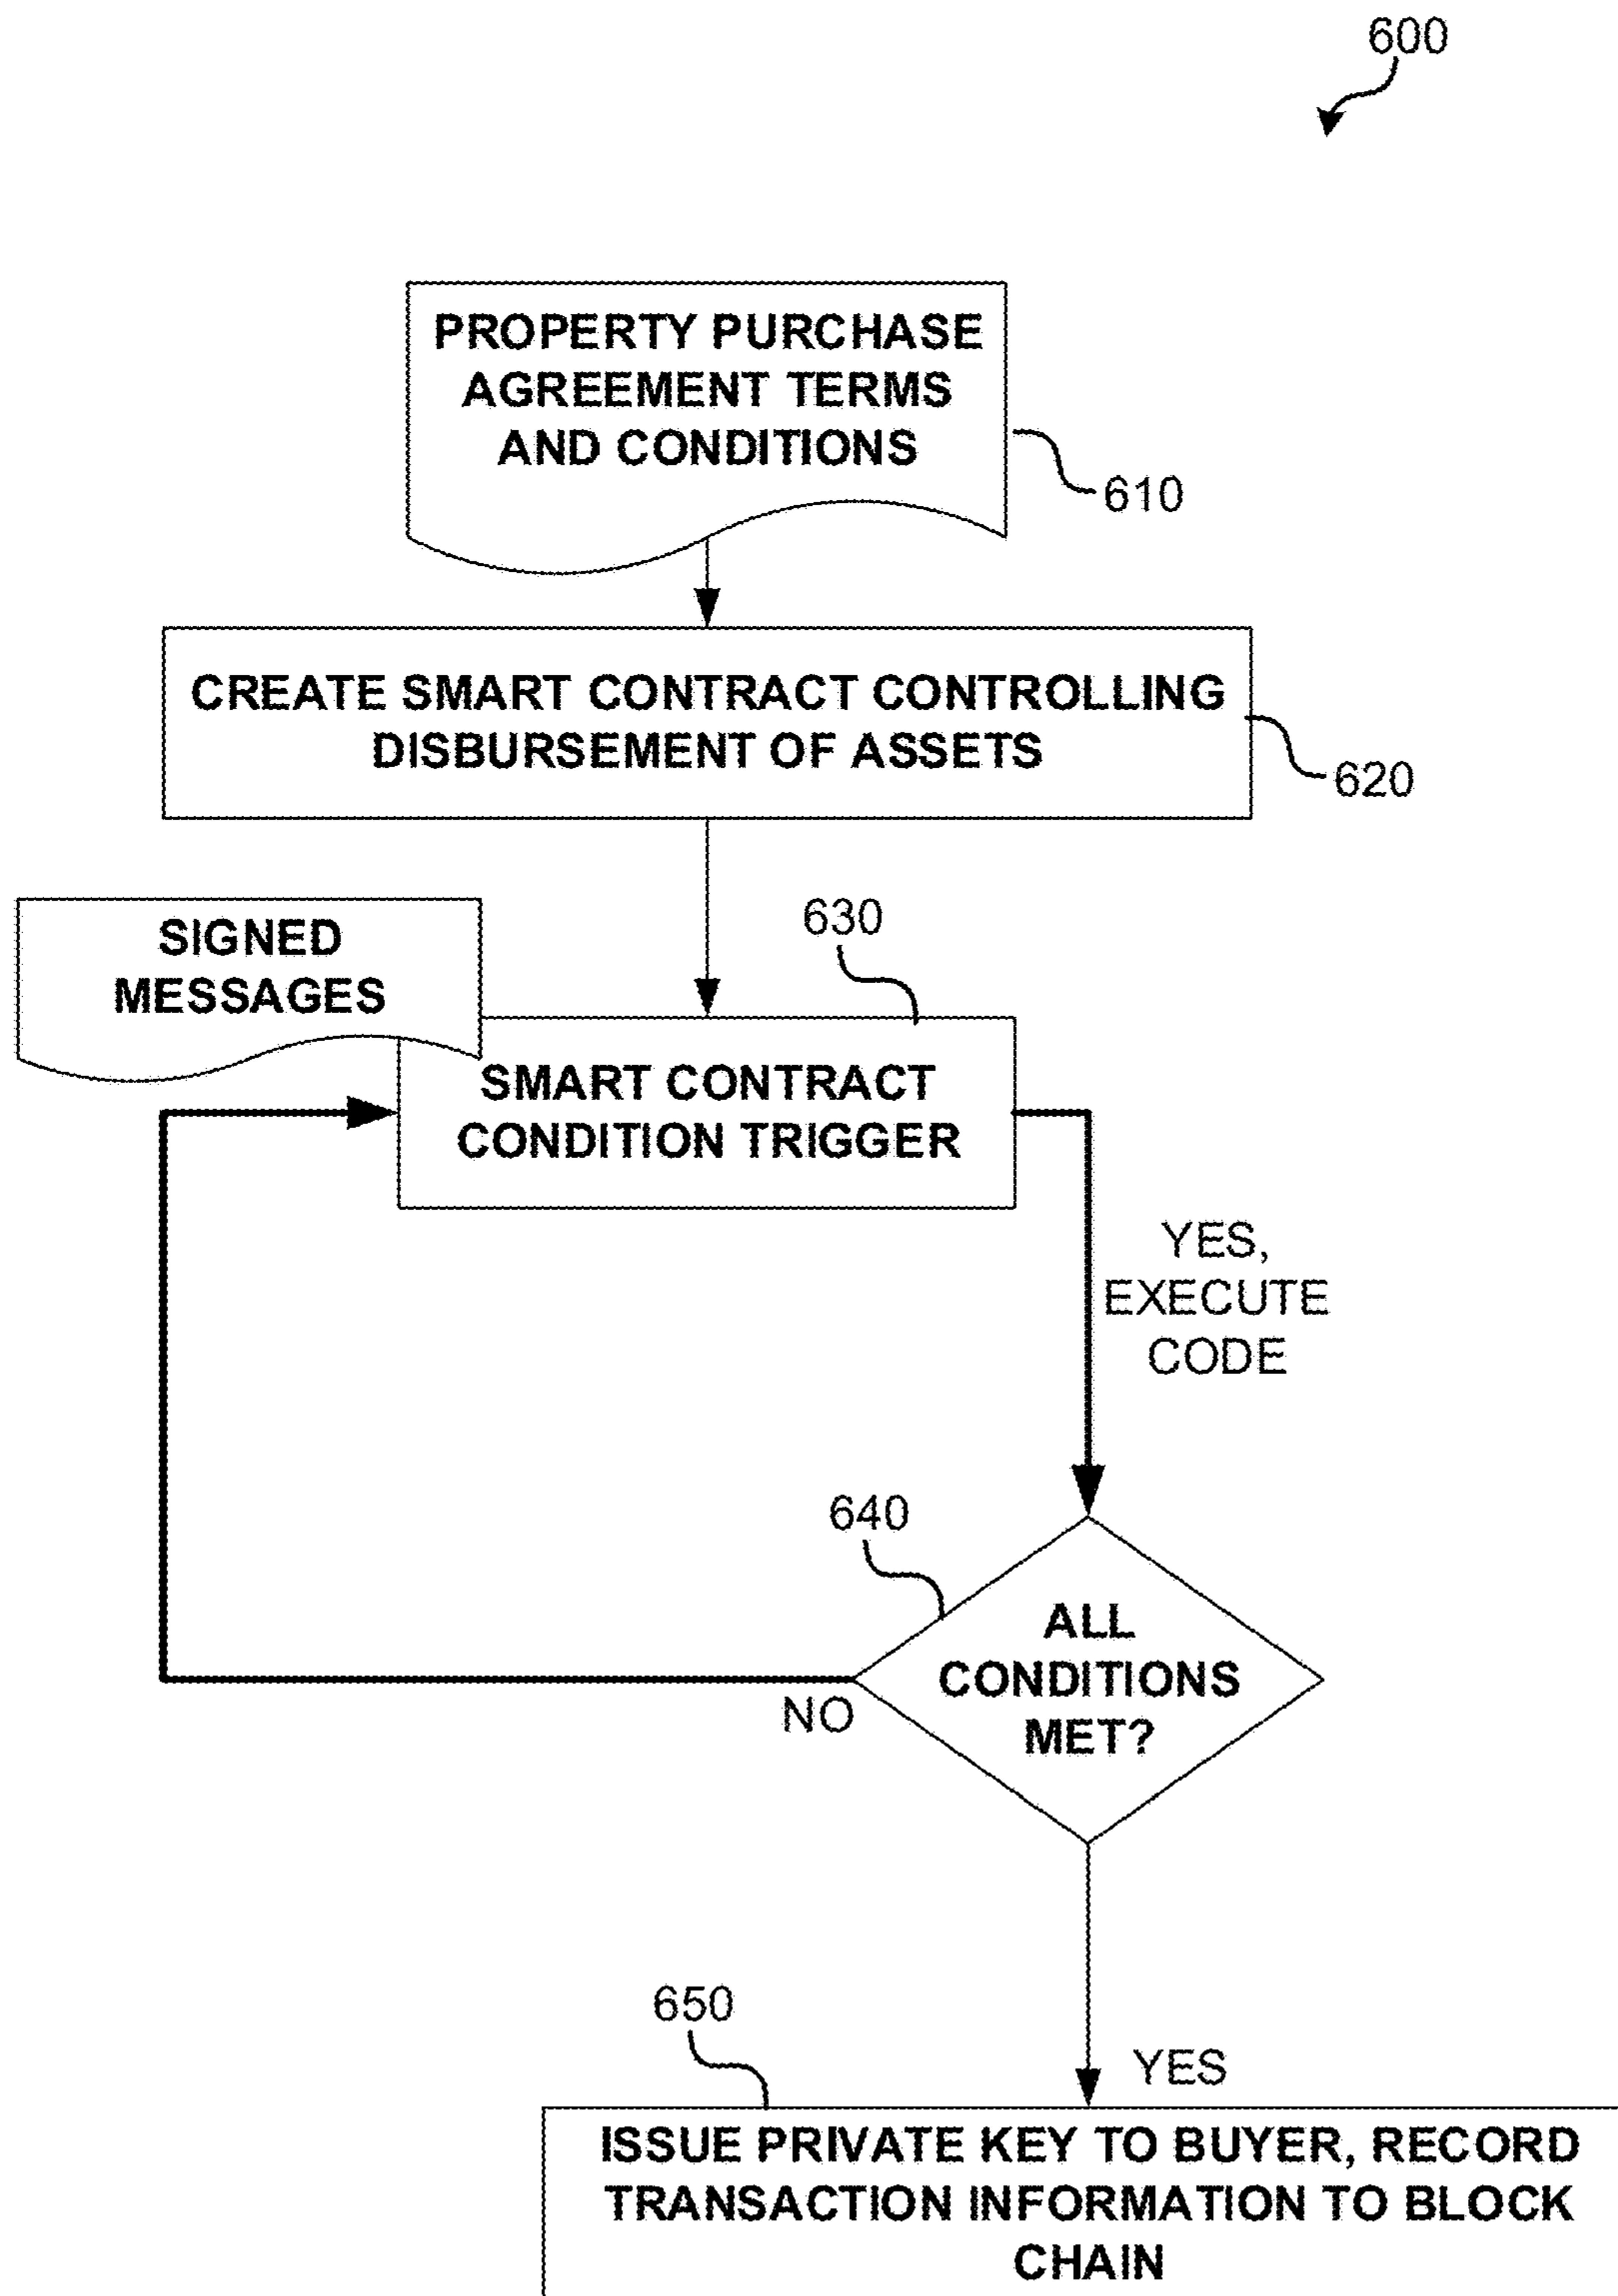 600
PROPERTY PURCHASE
AGREEMENT TERMS
AND CONDITIONS
610
CREATE SMART CONTRACT CONTROLLING
DISBURSEMENT OF ASSETS
620
SIGNED
MESSAGES
630
SMART CONTRACT
CONDITION TRIGGER
YES,
EXECUTE
CODE
640
ALL
CONDITIONS
MET?
NO
650
YES
ISSUE PRIVATE KEY TO BUYER, RECORD
TRANSACTION INFORMATION TO BLOCK
CHAIN